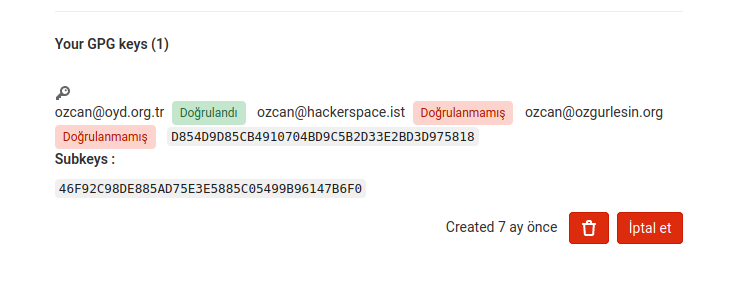 Your GPG keys (1)
ozcan@oyd.org.tr Doğrulandı ozcan@hackerspace.ist Doğrulanmamış ozcan@ozgurlesin.org
Doğrulanmamış D854D9D85CB4910704BD9C5B2D33E2BD3D975818
Subkeys :
46F92C98DE885AD75E3E5885C05499B96147B6F0
Created 7 ay önce İptal et